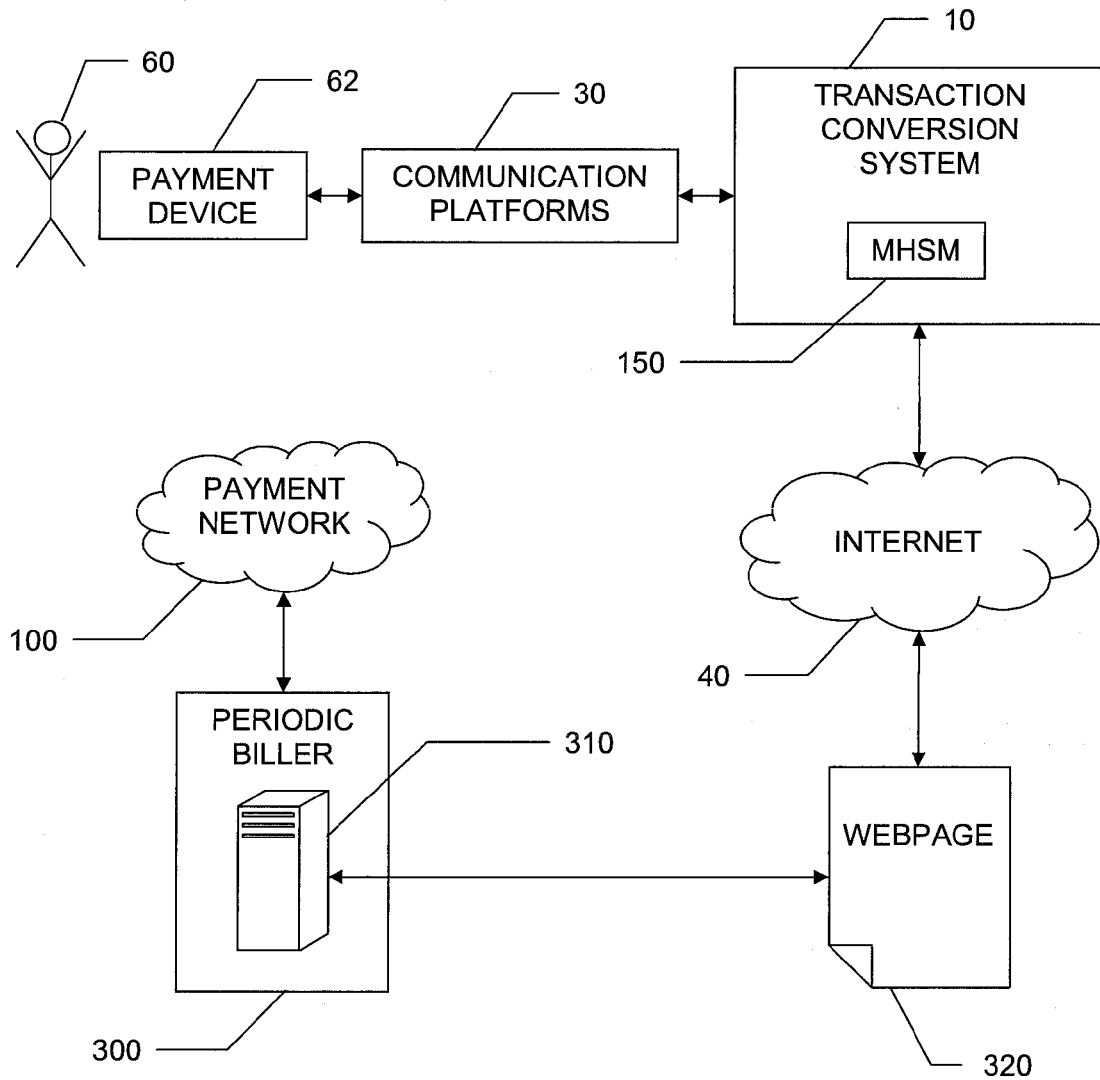 10
60
62
30
TRANSACTION
CONVERSION
SYSTEM
PAYMENT
DEVICE
COMMUNICATION
PLATFORMS
MHSM
150
PAYMENT
NETWORK
INTERNET
100
40
PERIODIC
BILLER
310
WEBPAGE
300
320